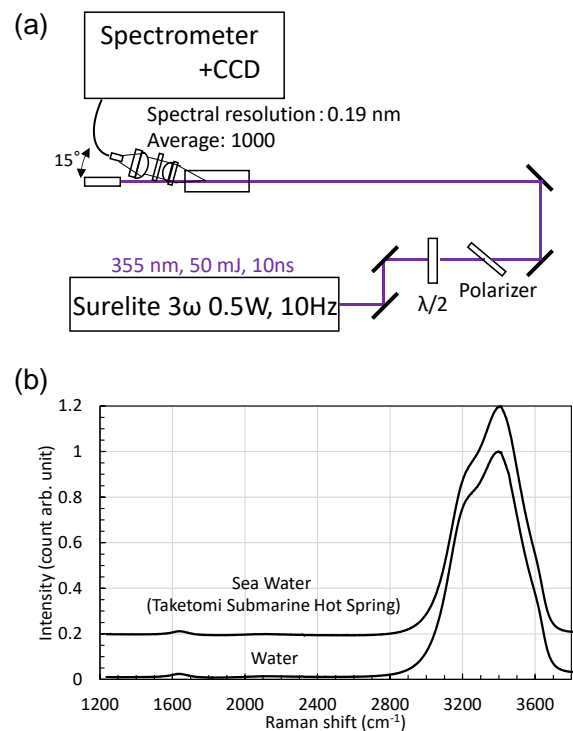 (a)
Spectrometer
+CCD
Spectral resolution : 0.19 nm
Average: 1000
15°
355 nm, 50 mJ, 10ns
Surelite 3ω 0.5W, 10Hz
λ/2
Polarizer
(b)
Intensity (count arb. unit)
1.2
1
0.8
0.6
0.4
0.2
0
Sea Water
(Taketomi Submarine Hot Spring)
Water
1200 1600 2000 2400 2800 3200 3600
Raman shift (cm⁻¹)